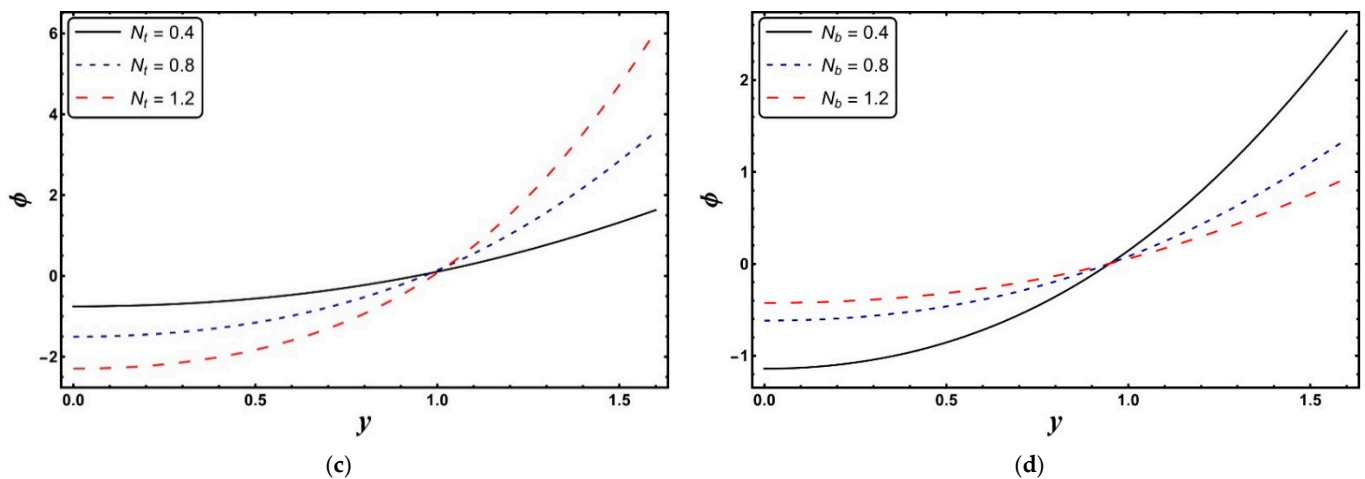 N_t = 0.4
N_t = 0.8
N_t = 1.2
6
4
2
0
−2
ϕ
0.0 0.5 1.0 1.5
y
(c)
N_b = 0.4
N_b = 0.8
N_b = 1.2
2
1
0
−1
ϕ
0.0 0.5 1.0 1.5
y
(d)